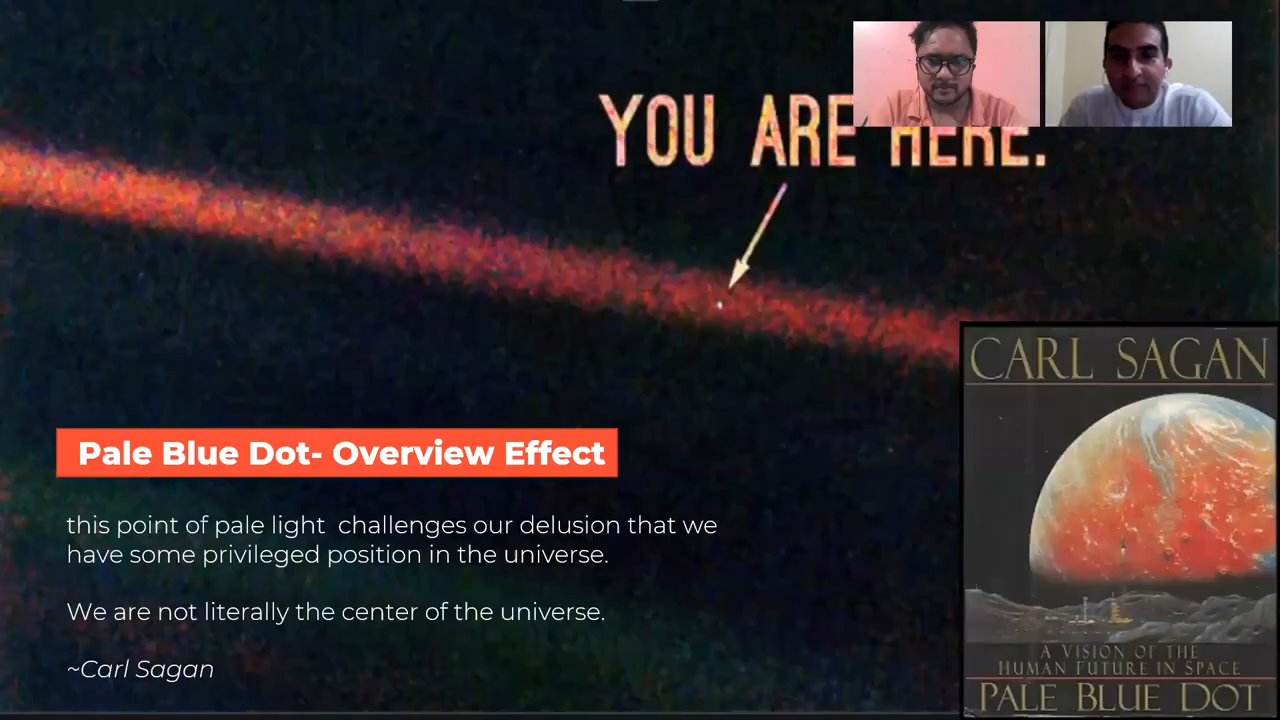 YOU ARE HERE.
CARL SAGAN
Pale Blue Dot- Overview Effect
this point of pale light challenges our delusion that we
have some privileged position in the universe.
We are not literally the center of the universe.
~Carl Sagan
A VISION OF THE
HUMAN FUTURE IN SPACE
PALE BLUE DOT